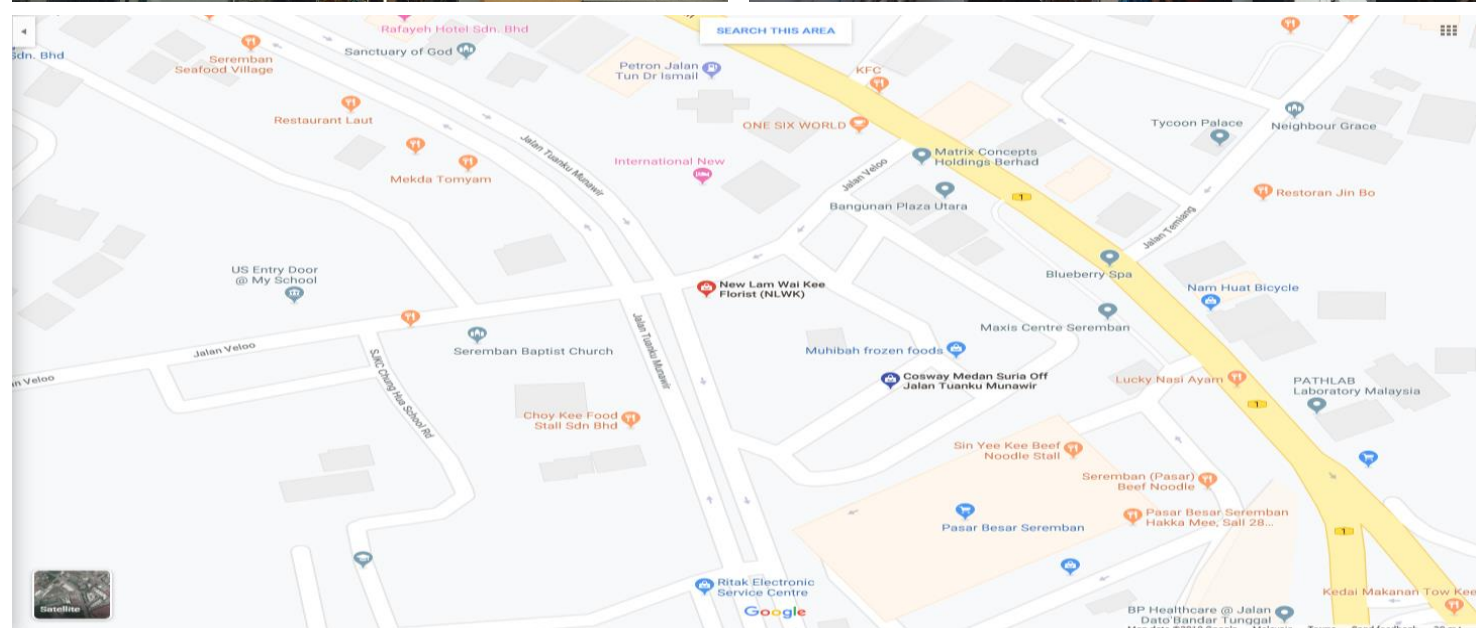 Rafayeh Hotel Sdn. Bhd
SEARCH THIS AREA
Sdn. Bhd
Seremban
Seafood Village
Sanctuary of God
Petron Jalan
Tun Dr Ismail
KFC
Restaurant Laut
ONE SIX WORLD
Tycoon Palace
Neighbour Grace
Jalan Tuanku Munawir
Mekda Tomyam
International New
Jalan Veloo
Matrix Concepts
Holdings Berhad
Restoran Jin Bo
Bangunan Plaza Utara
1
Jalan Temiang
US Entry Door
@ My School
New Lam Wai Kee
Florist (NLWK)
Blueberry Spa
Nam Huat Bicycle
Jalan Veloo
Seremban Baptist Church
Jalan Tuanku Munawir
Maxis Centre Seremban
Muhibah frozen foods
n Veloo
SJKC Chung Hua School Rd
Cosway Medan Suria Off
Jalan Tuanku Munawir
Lucky Nasi Ayam
PATHLAB
Laboratory Malaysia
1
Choy Kee Food
Stall Sdn Bhd
Sin Yee Kee Beef
Noodle Stall
Seremban (Pasar)
Beef Noodle
Pasar Besar Seremban
Pasar Besar Seremban
Hakka Mee, Sall 28...
1
Satellite
Ritak Electronic
Service Centre
Google
Kedai Makanan Tow Kee
BP Healthcare @ Jalan
Dato'Bandar Tunggal